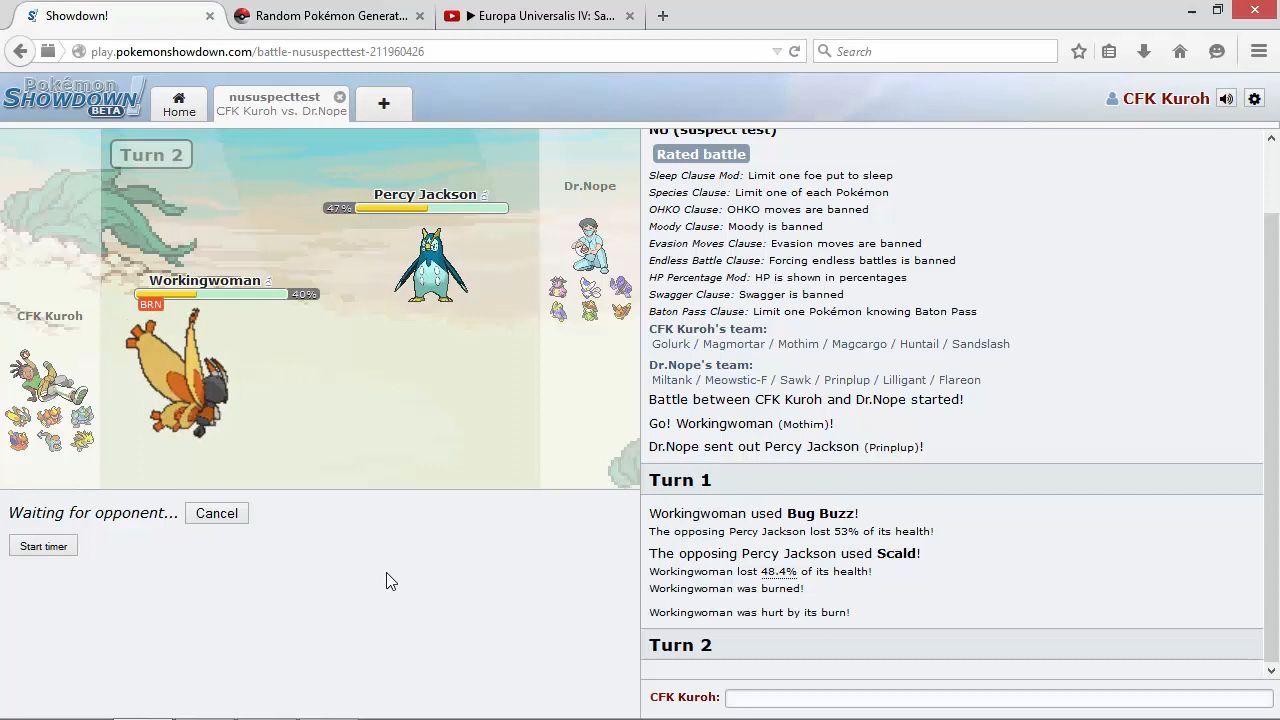 Showdown!
Random Pokémon Generat...
▶ Europa Universalis IV: Sa...
play.pokemonshowdown.com/battle-nususpecttest-211960426
Search
Pokémon
Showdown!
BETA
Home
nususpecttest
CFK Kuroh vs. Dr.Nope
CFK Kuroh
Turn 2
Percy Jackson
47%
Dr.Nope
Workingwoman
40%
BRN
CFK Kuroh
Waiting for opponent...
Cancel
Start timer
NU (suspect test)
Rated battle
Sleep Clause Mod: Limit one foe put to sleep
Species Clause: Limit one of each Pokémon
OHKO Clause: OHKO moves are banned
Moody Clause: Moody is banned
Evasion Moves Clause: Evasion moves are banned
Endless Battle Clause: Forcing endless battles is banned
HP Percentage Mod: HP is shown in percentages
Swagger Clause: Swagger is banned
Baton Pass Clause: Limit one Pokémon knowing Baton Pass
CFK Kuroh's team:
Golurk / Magmortar / Mothim / Magcargo / Huntail / Sandslash
Dr.Nope's team:
Miltank / Meowstic-F / Sawk / Prinplup / Lilligant / Flareon
Battle between CFK Kuroh and Dr.Nope started!
Go! Workingwoman (Mothim)!
Dr.Nope sent out Percy Jackson (Prinplup)!
Turn 1
Workingwoman used Bug Buzz!
The opposing Percy Jackson lost 53% of its health!
The opposing Percy Jackson used Scald!
Workingwoman lost 48.4% of its health!
Workingwoman was burned!
Workingwoman was hurt by its burn!
Turn 2
CFK Kuroh: